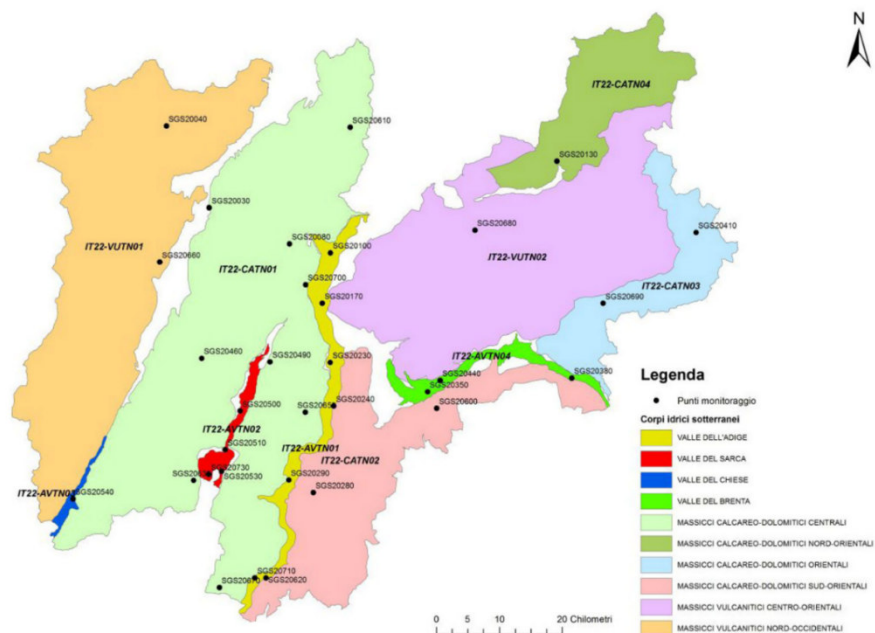 N
IT22-CATN04
SGS20040
SGS20610
SGS20130
SGS20030
SGS20680
SGS20410
SGS20080
IT22-VUTN01
SGS20100
SGS20660
IT22-VUTN02
IT22-CATN01
SGS20700
IT22-CATN03
SGS20170
SGS20690
IT22-AVTN04
SGS20460
SGS20490
SGS20230
SGS20380
SGS20440
Legenda
SGS20350
Punti monitoraggio
SGS20500
SGS20240
SGS20600
Corpi idrici sotterranei
IT22-AVTN02
VALLE DELL'ADIGE
SGS20510
IT22-AVTN01
IT22-CATN02
VALLE DEL SARCA
SGS20730
SGS20530
SGS20290
VALLE DEL CHIESE
SGS20540
SGS20280
VALLE DEL BRENTA
MASSICCI CALCAREO-DOLOMITICI CENTRALI
MASSICCI CALCAREO-DOLOMITICI NORD-ORIENTALI
MASSICCI CALCAREO-DOLOMITICI ORIENTALI
SGS20710
SGS20620
MASSICCI CALCAREO-DOLOMITICI SUD-ORIENTALI
MASSICCI VULCANITICI CENTRO-ORIENTALI
0 10 20 Chilometri
MASSICCI VULCANITICI NORD-OCCIDENTALI